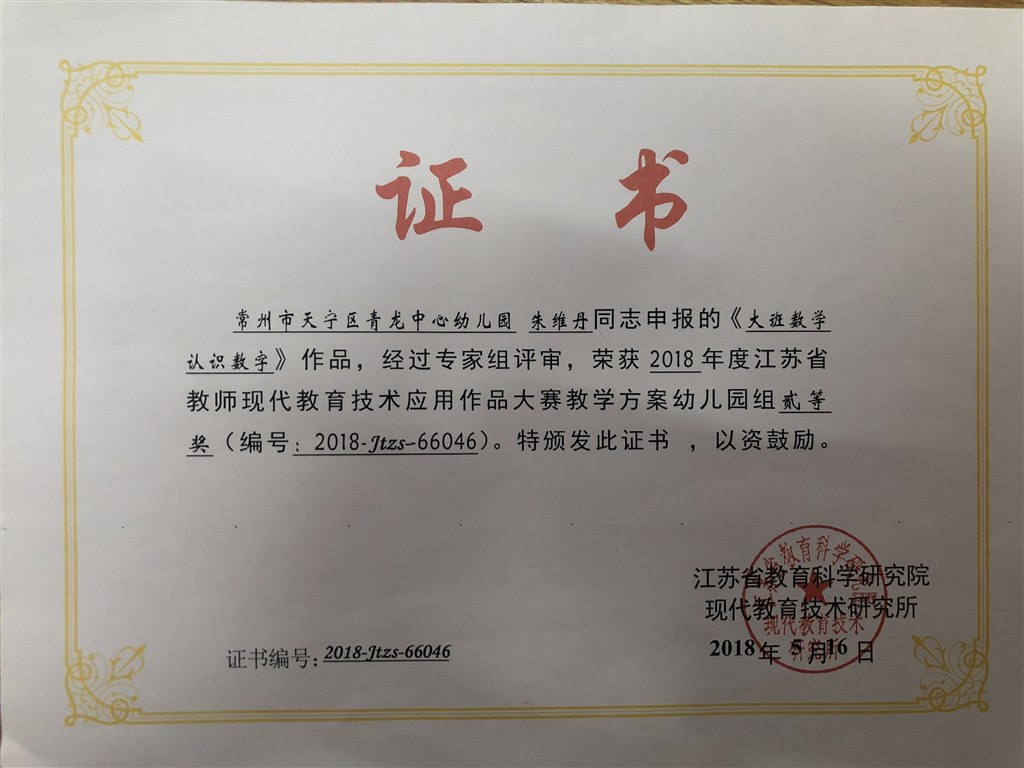 证书
常州市天宁区青龙中心幼儿园 朱维丹同志申报的《大班数学
认识数字》作品，经过专家组评审，荣获 2018 年度江苏省
教师现代教育技术应用作品大赛教学方案幼儿园组贰等
奖（编号：2018-Jtzs-66046）。特颁发此证书 ，以资鼓励。
江苏省教育科学研究院
现代教育技术研究所
2018年 5 月16 日
证书编号：2018-Jtzs-66046